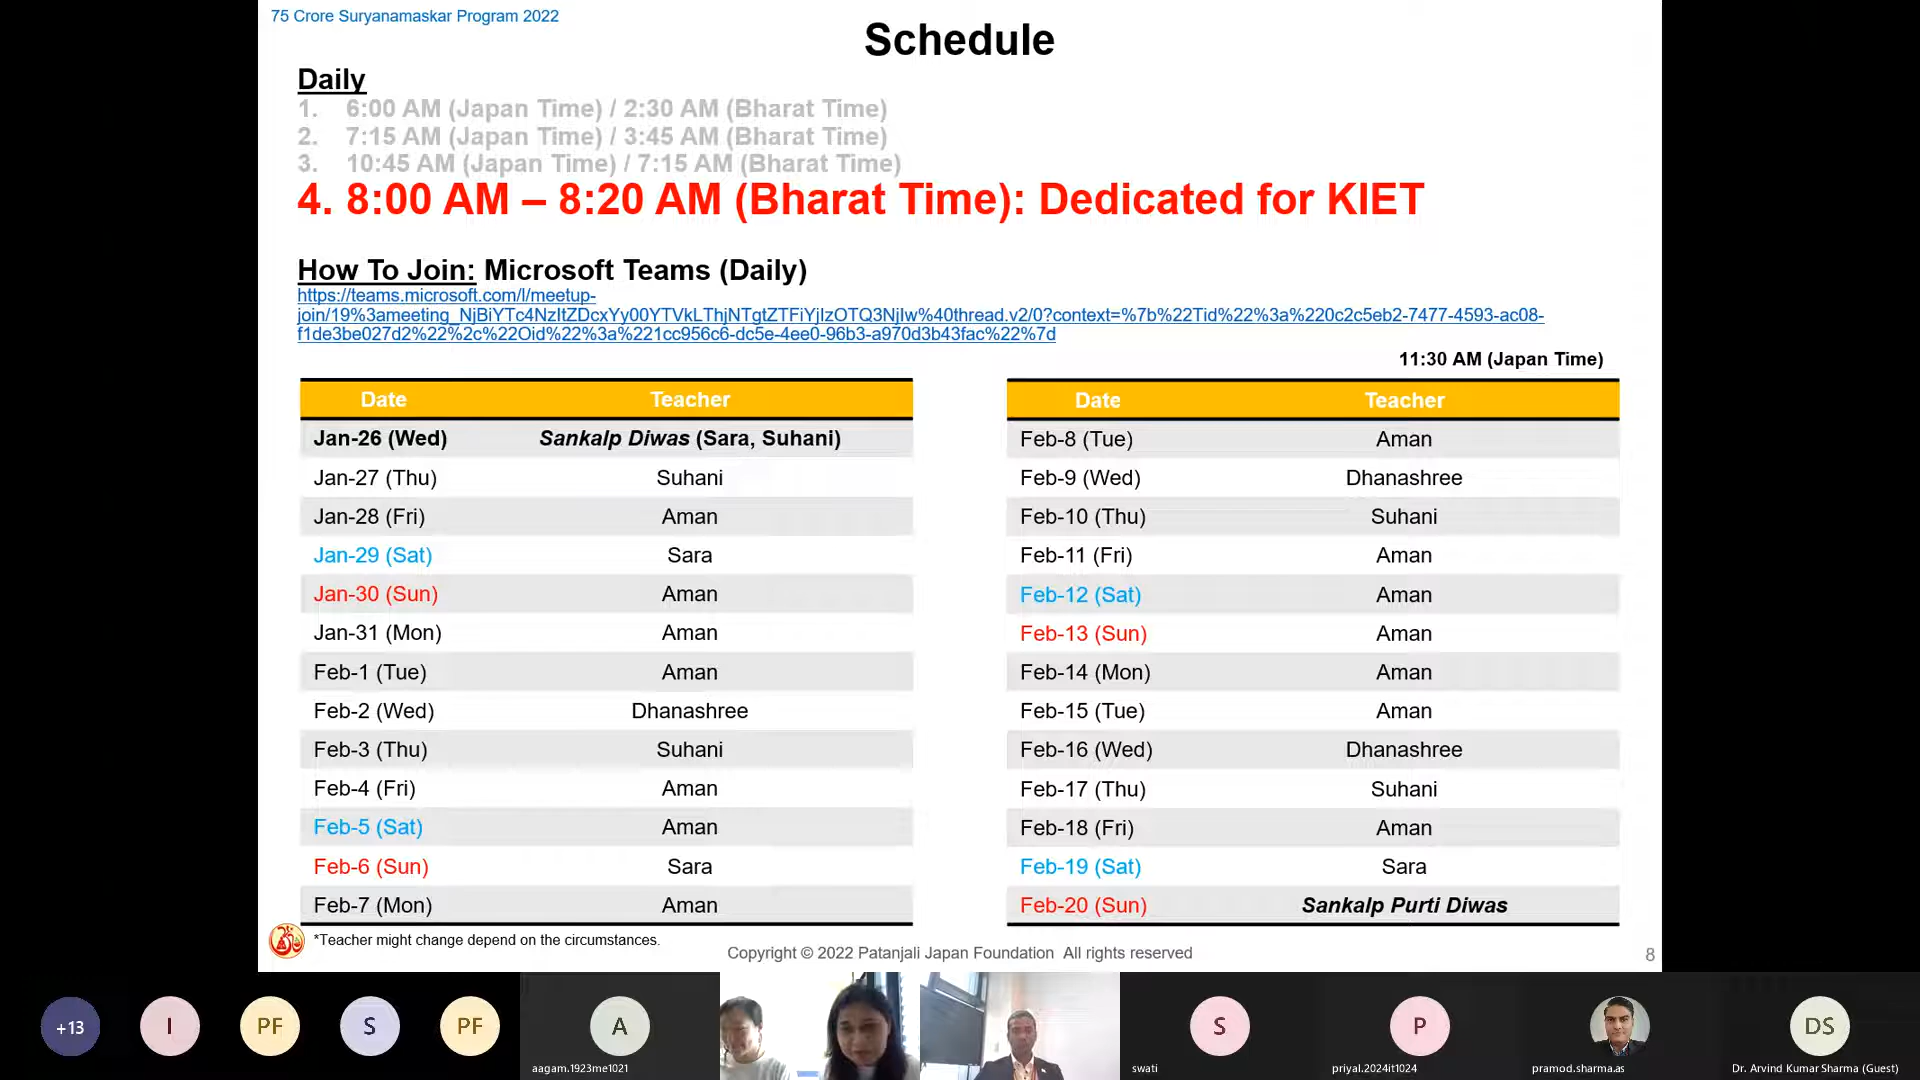 75 Crore Suryanamaskar Program 2022
Schedule
Daily
1. 6:00 AM (Japan Time) / 2:30 AM (Bharat Time)
2. 7:15 AM (Japan Time) / 3:45 AM (Bharat Time)
3. 10:45 AM (Japan Time) / 7:15 AM (Bharat Time)
4. 8:00 AM – 8:20 AM (Bharat Time): Dedicated for KIET
How To Join: Microsoft Teams (Daily)
https://teams.microsoft.com/l/meetup-
join/19%3ameeting_NjBiYTc4NzItZDcxYy00YTVkLThjNTgtZTFiYjIzOTQ3NjIw%40thread.v2/0?context=%7b%22Tid%22%3a%220c2c5eb2-7477-4593-ac08-
f1de3be027d2%22%2c%22Oid%22%3a%221cc956c6-dc5e-4ee0-96b3-a970d3b43fac%22%7d
11:30 AM (Japan Time)
Date Teacher
Jan-26 (Wed) Sankalp Diwas (Sara, Suhani)
Jan-27 (Thu) Suhani
Jan-28 (Fri) Aman
Jan-29 (Sat) Sara
Jan-30 (Sun) Aman
Jan-31 (Mon) Aman
Feb-1 (Tue) Aman
Feb-2 (Wed) Dhanashree
Feb-3 (Thu) Suhani
Feb-4 (Fri) Aman
Feb-5 (Sat) Aman
Feb-6 (Sun) Sara
Feb-7 (Mon) Aman
Date Teacher
Feb-8 (Tue) Aman
Feb-9 (Wed) Dhanashree
Feb-10 (Thu) Suhani
Feb-11 (Fri) Aman
Feb-12 (Sat) Aman
Feb-13 (Sun) Aman
Feb-14 (Mon) Aman
Feb-15 (Tue) Aman
Feb-16 (Wed) Dhanashree
Feb-17 (Thu) Suhani
Feb-18 (Fri) Aman
Feb-19 (Sat) Sara
Feb-20 (Sun) Sankalp Purti Diwas
*Teacher might change depend on the circumstances.
Copyright © 2022 Patanjali Japan Foundation All rights reserved
8
+13
I
PF
S
PF
A
aagam.1923me1021
S
swati
P
priyal.2024it1024
pramod.sharma.as
DS
Dr. Arvind Kumar Sharma (Guest)